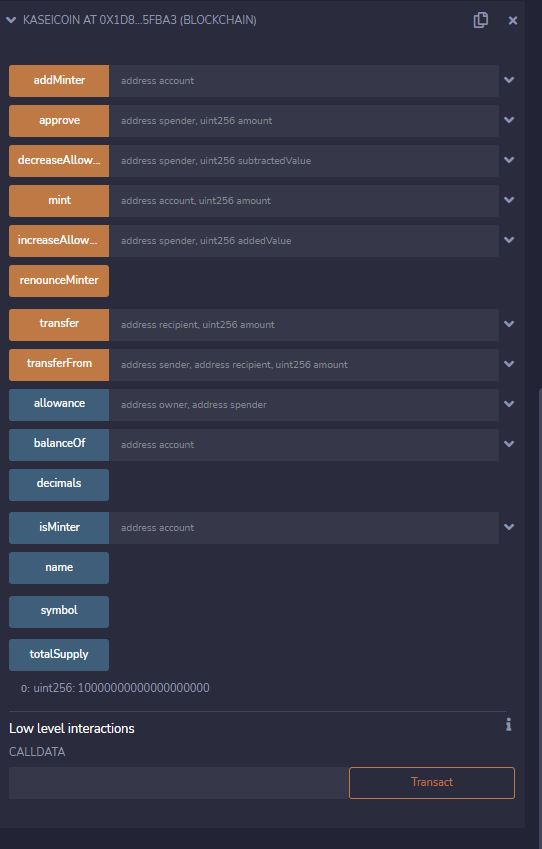 KASEICOIN AT 0X1D8...5FBA3 (BLOCKCHAIN)
addMinter address account
approve address spender, uint256 amount
decreaseAllow... address spender, uint256 subtractedValue
mint address account, uint256 amount
increaseAllow... address spender, uint256 addedValue
renounceMinter
transfer address recipient, uint256 amount
transferFrom address sender, address recipient, uint256 amount
allowance address owner, address spender
balanceOf address account
decimals
isMinter address account
name
symbol
totalSupply
0: uint256: 10000000000000000000
Low level interactions
CALLDATA
Transact